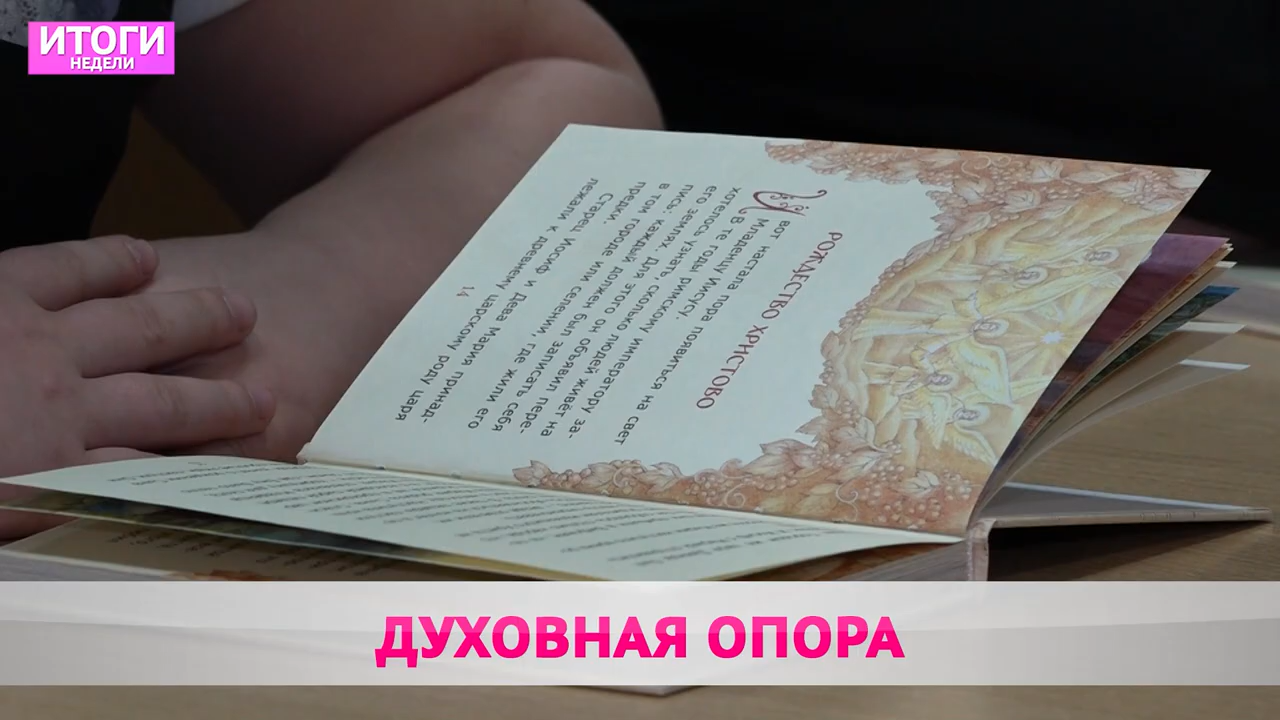 ИТОГИ
НЕДЕЛИ
РОЖДЕСТВО ХРИСТОВО
И вот настала пора появиться на свет
Младенцу Иисусу.
В те годы римскому императору за-
хотелось узнать, сколько людей живёт на
его землях. Для этого он объявил пере-
пись: каждый должен был записать себя
в том городе или селении, где жили его
предки.
Старец Иосиф и Дева Мария принад-
лежали к древнему царскому роду царя
14
ДУХОВНАЯ ОПОРА